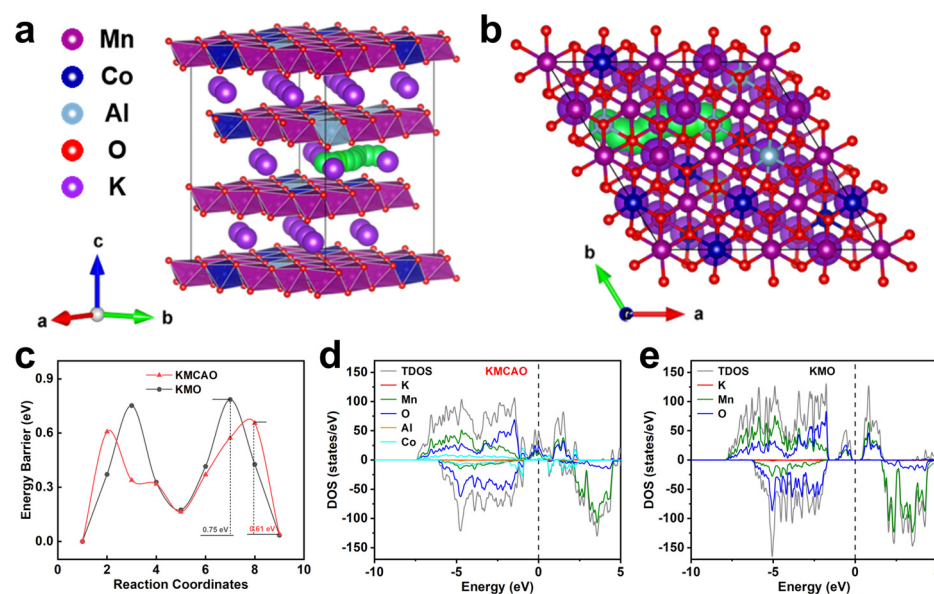 a
Mn
Co
Al
O
K
c
a
b
b
b
c
a
c
KMCAO
KMO
Energy Barrier (eV)
0.9
0.6
0.3
0.0
0.75 eV
0.61 eV
0 2 4 6 8 10
Reaction Coordinates
d
TDOS
K
Mn
O
Al
Co
KMCAO
DOS (states/eV)
150
100
50
0
-50
-100
-150
-10 -5 0 5
Energy (eV)
e
TDOS
K
Mn
O
KMO
DOS (states/eV)
150
100
50
0
-50
-100
-150
-10 -5 0 5
Energy (eV)